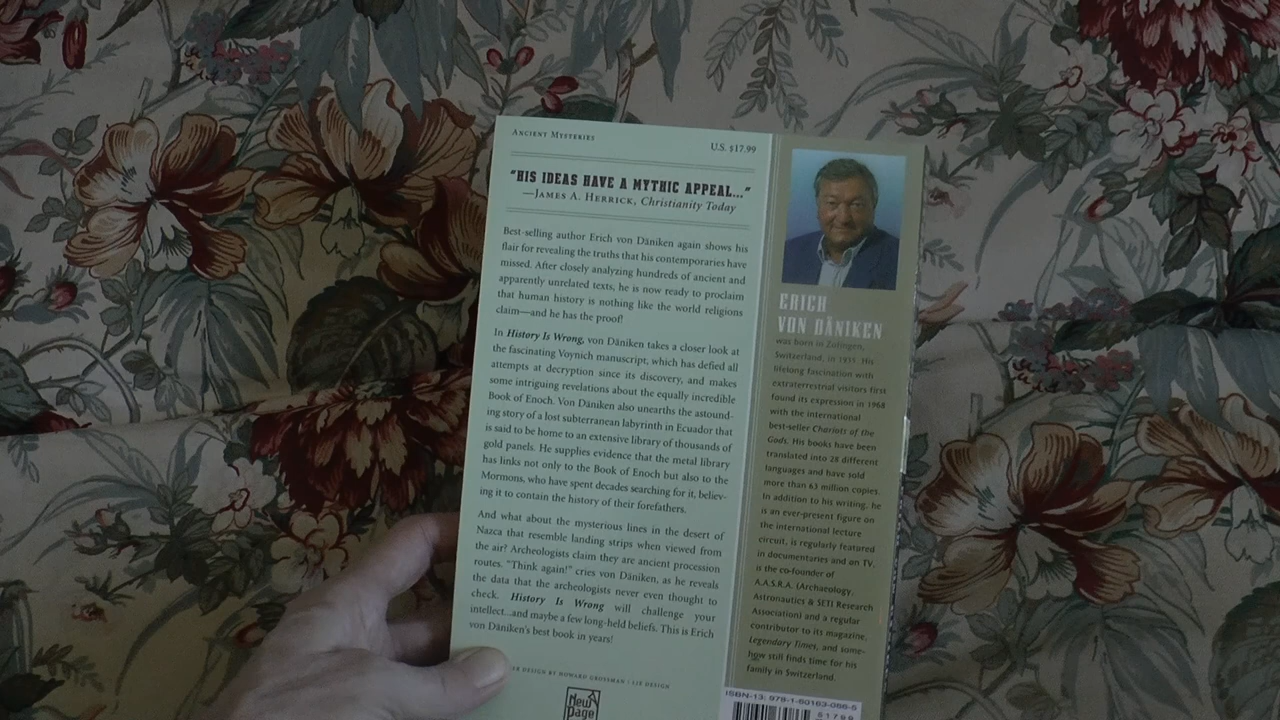 ANCIENT MYSTERIES
U.S. $17.99
"HIS IDEAS HAVE A MYTHIC APPEAL..."
—JAMES A. HERRICK, Christianity Today
Best-selling author Erich von Däniken again shows his
flair for revealing the truths that his contemporaries have
missed. After closely analyzing hundreds of ancient and
apparently unrelated texts, he is now ready to proclaim
that human history is nothing like the world religions
claim—and he has the proof!
In History Is Wrong, von Däniken takes a closer look at
the fascinating Voynich manuscript, which has defied all
attempts at decryption since its discovery, and makes
some intriguing revelations about the equally incredible
Book of Enoch. Von Däniken also unearths the astound-
ing story of a lost subterranean labyrinth in Ecuador that
is said to be home to an extensive library of thousands of
gold panels. He supplies evidence that the metal library
has links not only to the Book of Enoch but also to the
Mormons, who have spent decades searching for it, believ-
ing it to contain the history of their forefathers.
And what about the mysterious lines in the desert of
Nazca that resemble landing strips when viewed from
the air? Archeologists claim they are ancient procession
routes. "Think again!" cries von Däniken, as he reveals
the data that the archeologists never even thought to
check. History Is Wrong will challenge your
intellect...and maybe a few long-held beliefs. This is Erich
von Däniken's best book in years!
DESIGN BY HOWARD GROSSMAN / 12E DESIGN
New
Page
ERICH
VON DÄNIKEN
was born in Zofingen,
Switzerland, in 1935. His
lifelong fascination with
extraterrestrial visitors first
found its expression in 1968
with the international
best-seller Chariots of the
Gods. His books have been
translated into 28 different
languages and have sold
more than 63 million copies.
In addition to his writing, he
is an ever-present figure on
the international lecture
circuit, is regularly featured
in documentaries and on TV,
is the co-founder of
A.A.S.R.A. (Archaeology,
Astronautics & SETI Research
Association) and a regular
contributor to its magazine,
Legendary Times, and some-
how still finds time for his
family in Switzerland.
ISBN-13: 978-1-60163-086-5
51799